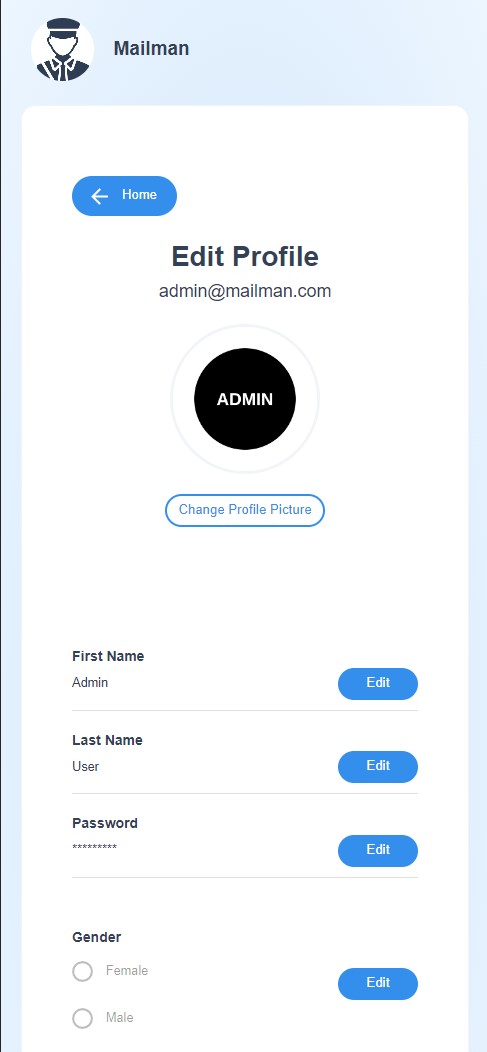 Mailman
Home
Edit Profile
admin@mailman.com
ADMIN
Change Profile Picture
First Name
Admin
Edit
Last Name
User
Edit
Password
*********
Edit
Gender
Female
Edit
Male